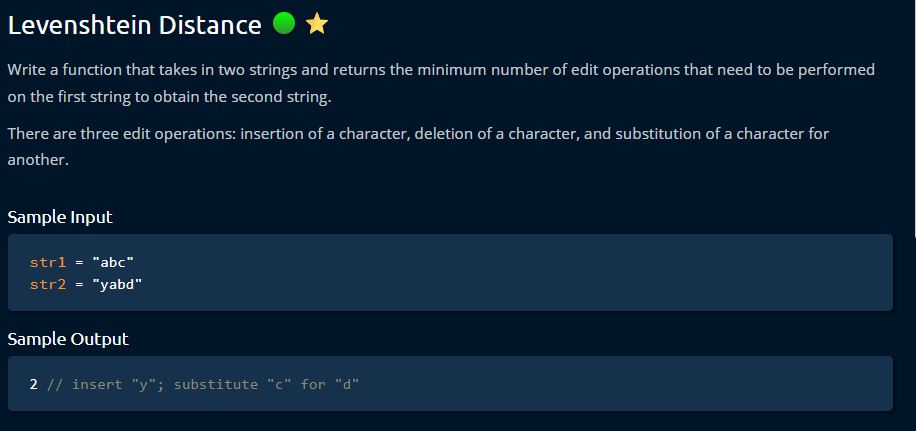 Levenshtein Distance
Write a function that takes in two strings and returns the minimum number of edit operations that need to be performed
on the first string to obtain the second string.
There are three edit operations: insertion of a character, deletion of a character, and substitution of a character for
another.
Sample Input
str1 = "abc"
str2 = "yabd"
Sample Output
2 // insert "y"; substitute "c" for "d"